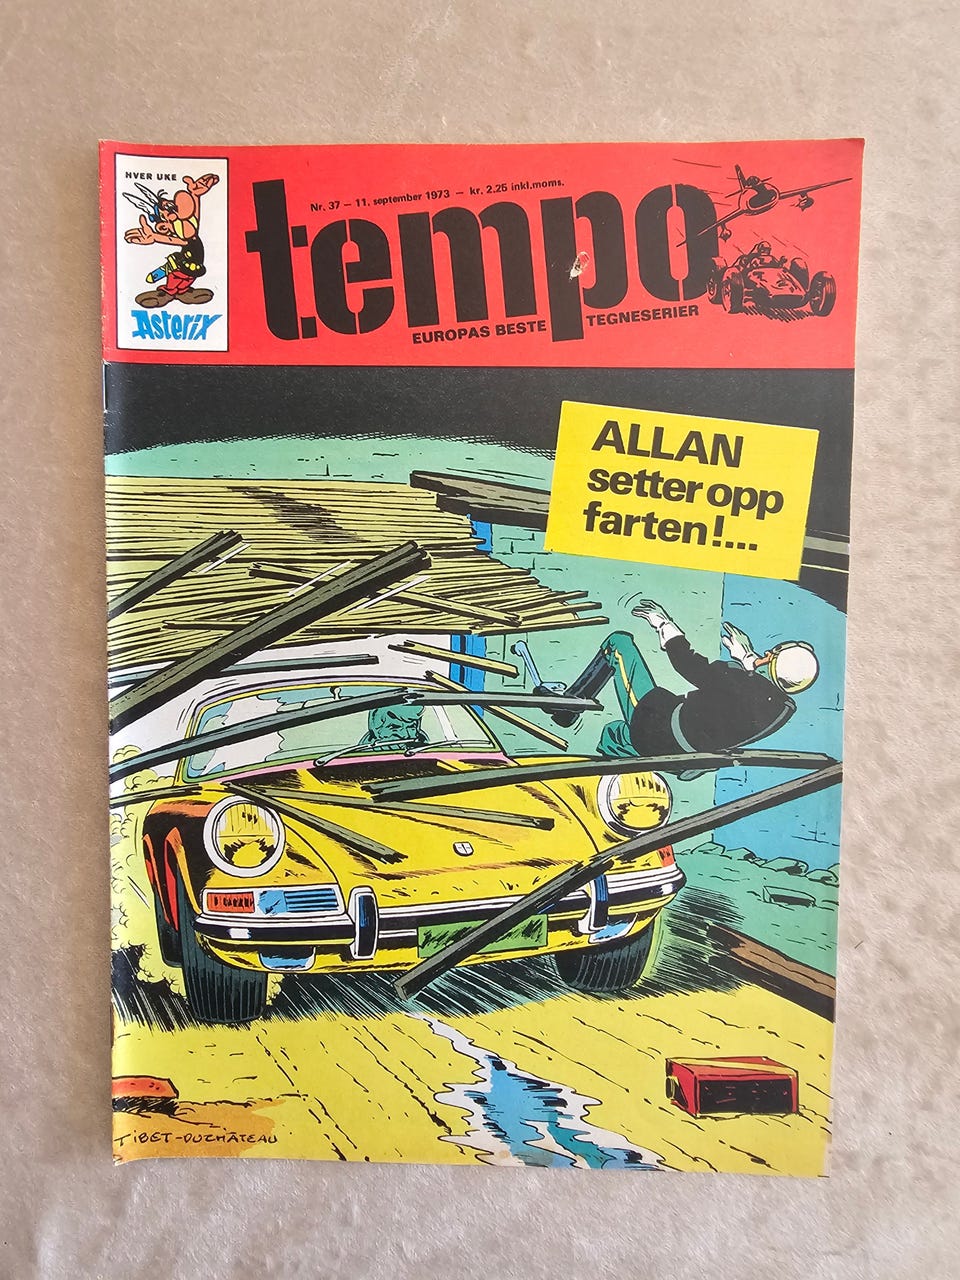 HVER UKE
Asterix
Nr. 37 – 11. september 1973 – kr. 2.25 inkl.moms.
tempo
EUROPAS BESTE TEGNESERIER
ALLAN
setter opp
farten!...
TIBET-DUCHÂTEAU